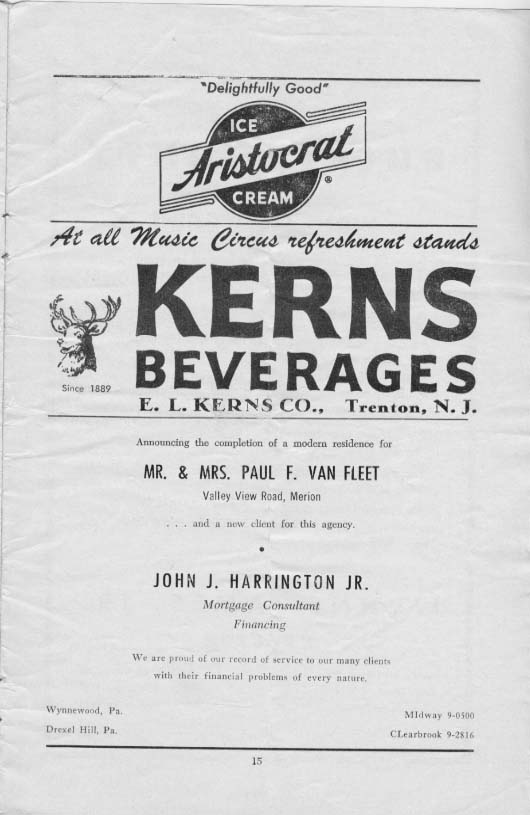 "Delightfully Good"
ICE
Aristocrat
®
CREAM
At all Music Circus refreshment stands
KERNS
BEVERAGES
Since 1889
E. L. KERNS CO., Trenton, N. J.
Announcing the completion of a modern residence for
MR. & MRS. PAUL F. VAN FLEET
Valley View Road, Merion
. . . and a new client for this agency.
•
JOHN J. HARRINGTON JR.
Mortgage Consultant
Financing
We are proud of our record of service to our many clients
with their financial problems of every nature.
Wynnewood, Pa.
MIdway 9-0500
Drexel Hill, Pa.
CLearbrook 9-2816
15